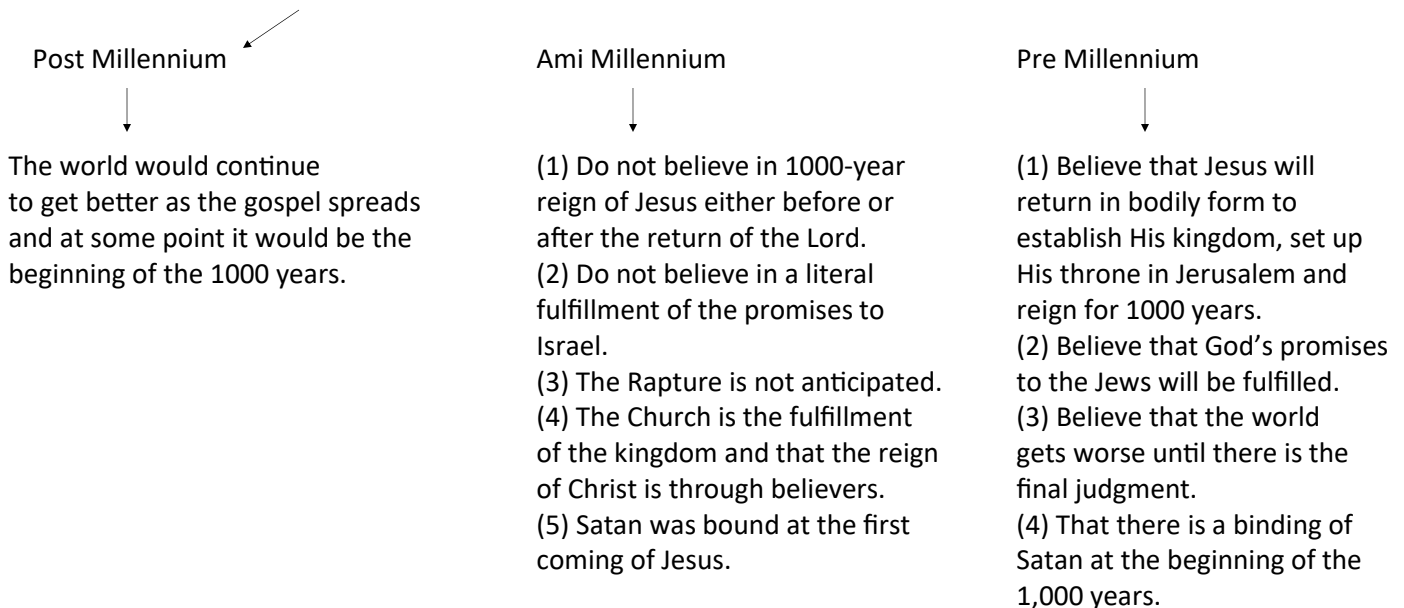 Post Millennium
The world would continue
to get better as the gospel spreads
and at some point it would be the
beginning of the 1000 years.
Ami Millennium
(1) Do not believe in 1000-year
reign of Jesus either before or
after the return of the Lord.
(2) Do not believe in a literal
fulfillment of the promises to
Israel.
(3) The Rapture is not anticipated.
(4) The Church is the fulfillment
of the kingdom and that the reign
of Christ is through believers.
(5) Satan was bound at the first
coming of Jesus.
Pre Millennium
(1) Believe that Jesus will
return in bodily form to
establish His kingdom, set up
His throne in Jerusalem and
reign for 1000 years.
(2) Believe that God’s promises
to the Jews will be fulfilled.
(3) Believe that the world
gets worse until there is the
final judgment.
(4) That there is a binding of
Satan at the beginning of the
1,000 years.